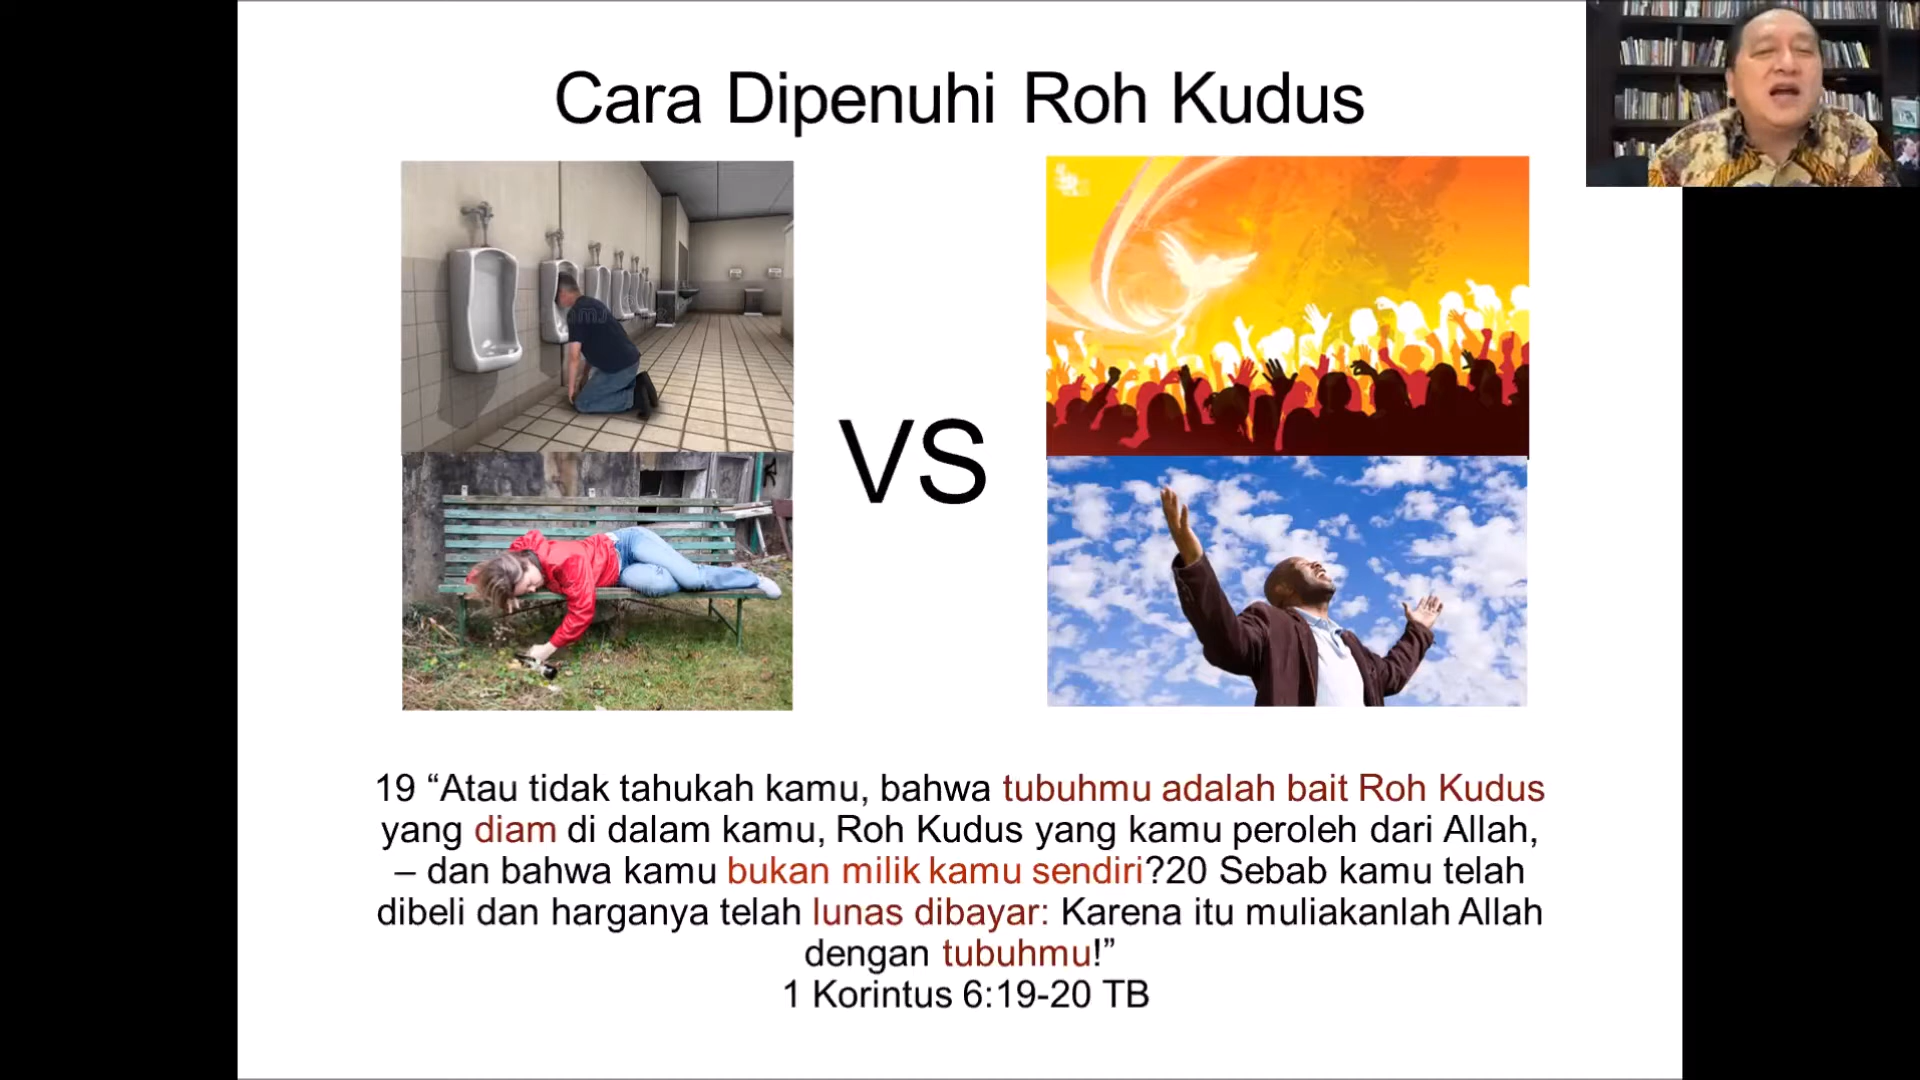 Cara Dipenuhi Roh Kudus
VS
19 “Atau tidak tahukah kamu, bahwa tubuhmu adalah bait Roh Kudus
yang diam di dalam kamu, Roh Kudus yang kamu peroleh dari Allah,
– dan bahwa kamu bukan milik kamu sendiri?20 Sebab kamu telah
dibeli dan harganya telah lunas dibayar: Karena itu muliakanlah Allah
dengan tubuhmu!”
1 Korintus 6:19-20 TB